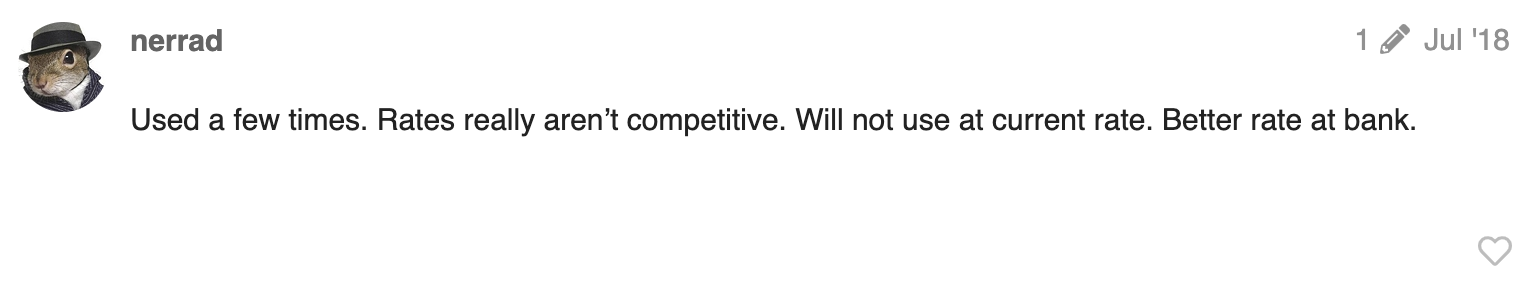 nerrad
1 Jul '18
Used a few times. Rates really aren’t competitive. Will not use at current rate. Better rate at bank.